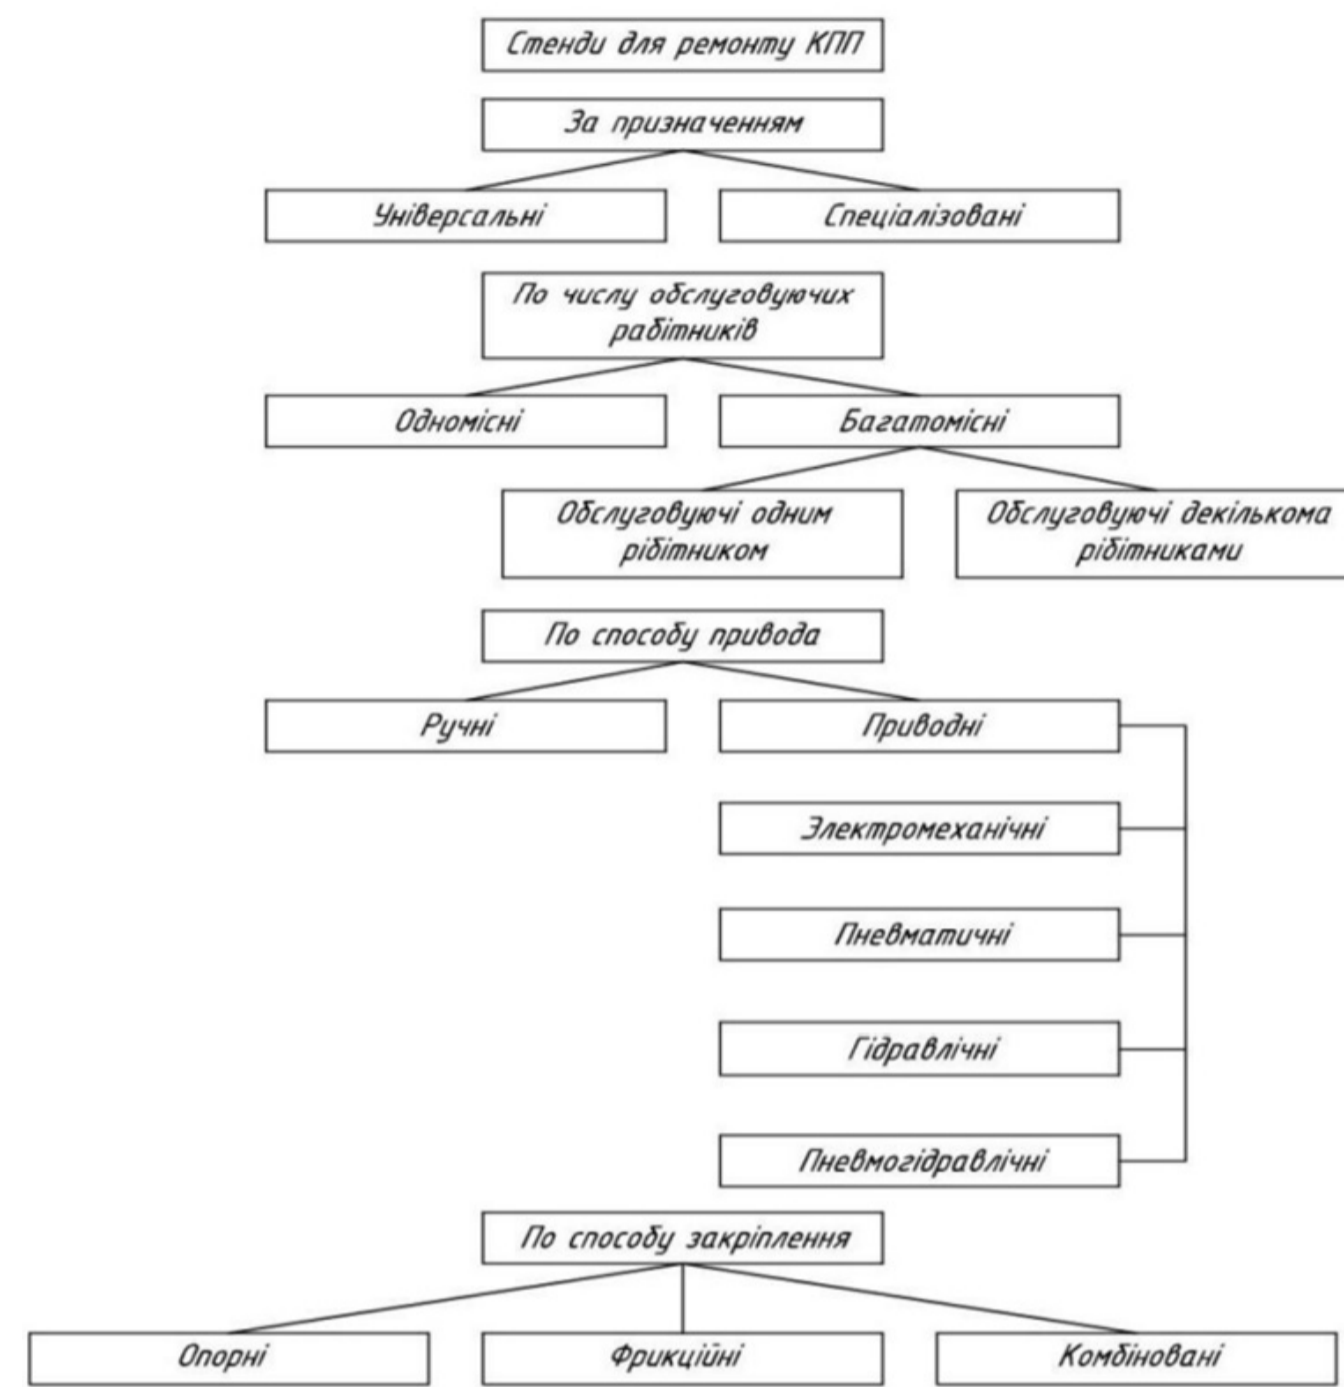 Стенди для ремонту КПП
За призначенням
Універсальні
Спеціалізовані
По числу обслуговуючих
рабітників
Одномісні
Багатомісні
Обслуговуючі одним
рібітником
Обслуговуючі декількома
рібітниками
По способу привода
Ручні
Приводні
Электромеханічні
Пневматичні
Гідравлічні
Пневмогідравлічні
По способу закріплення
Опорні
Фрикційні
Комбіновані